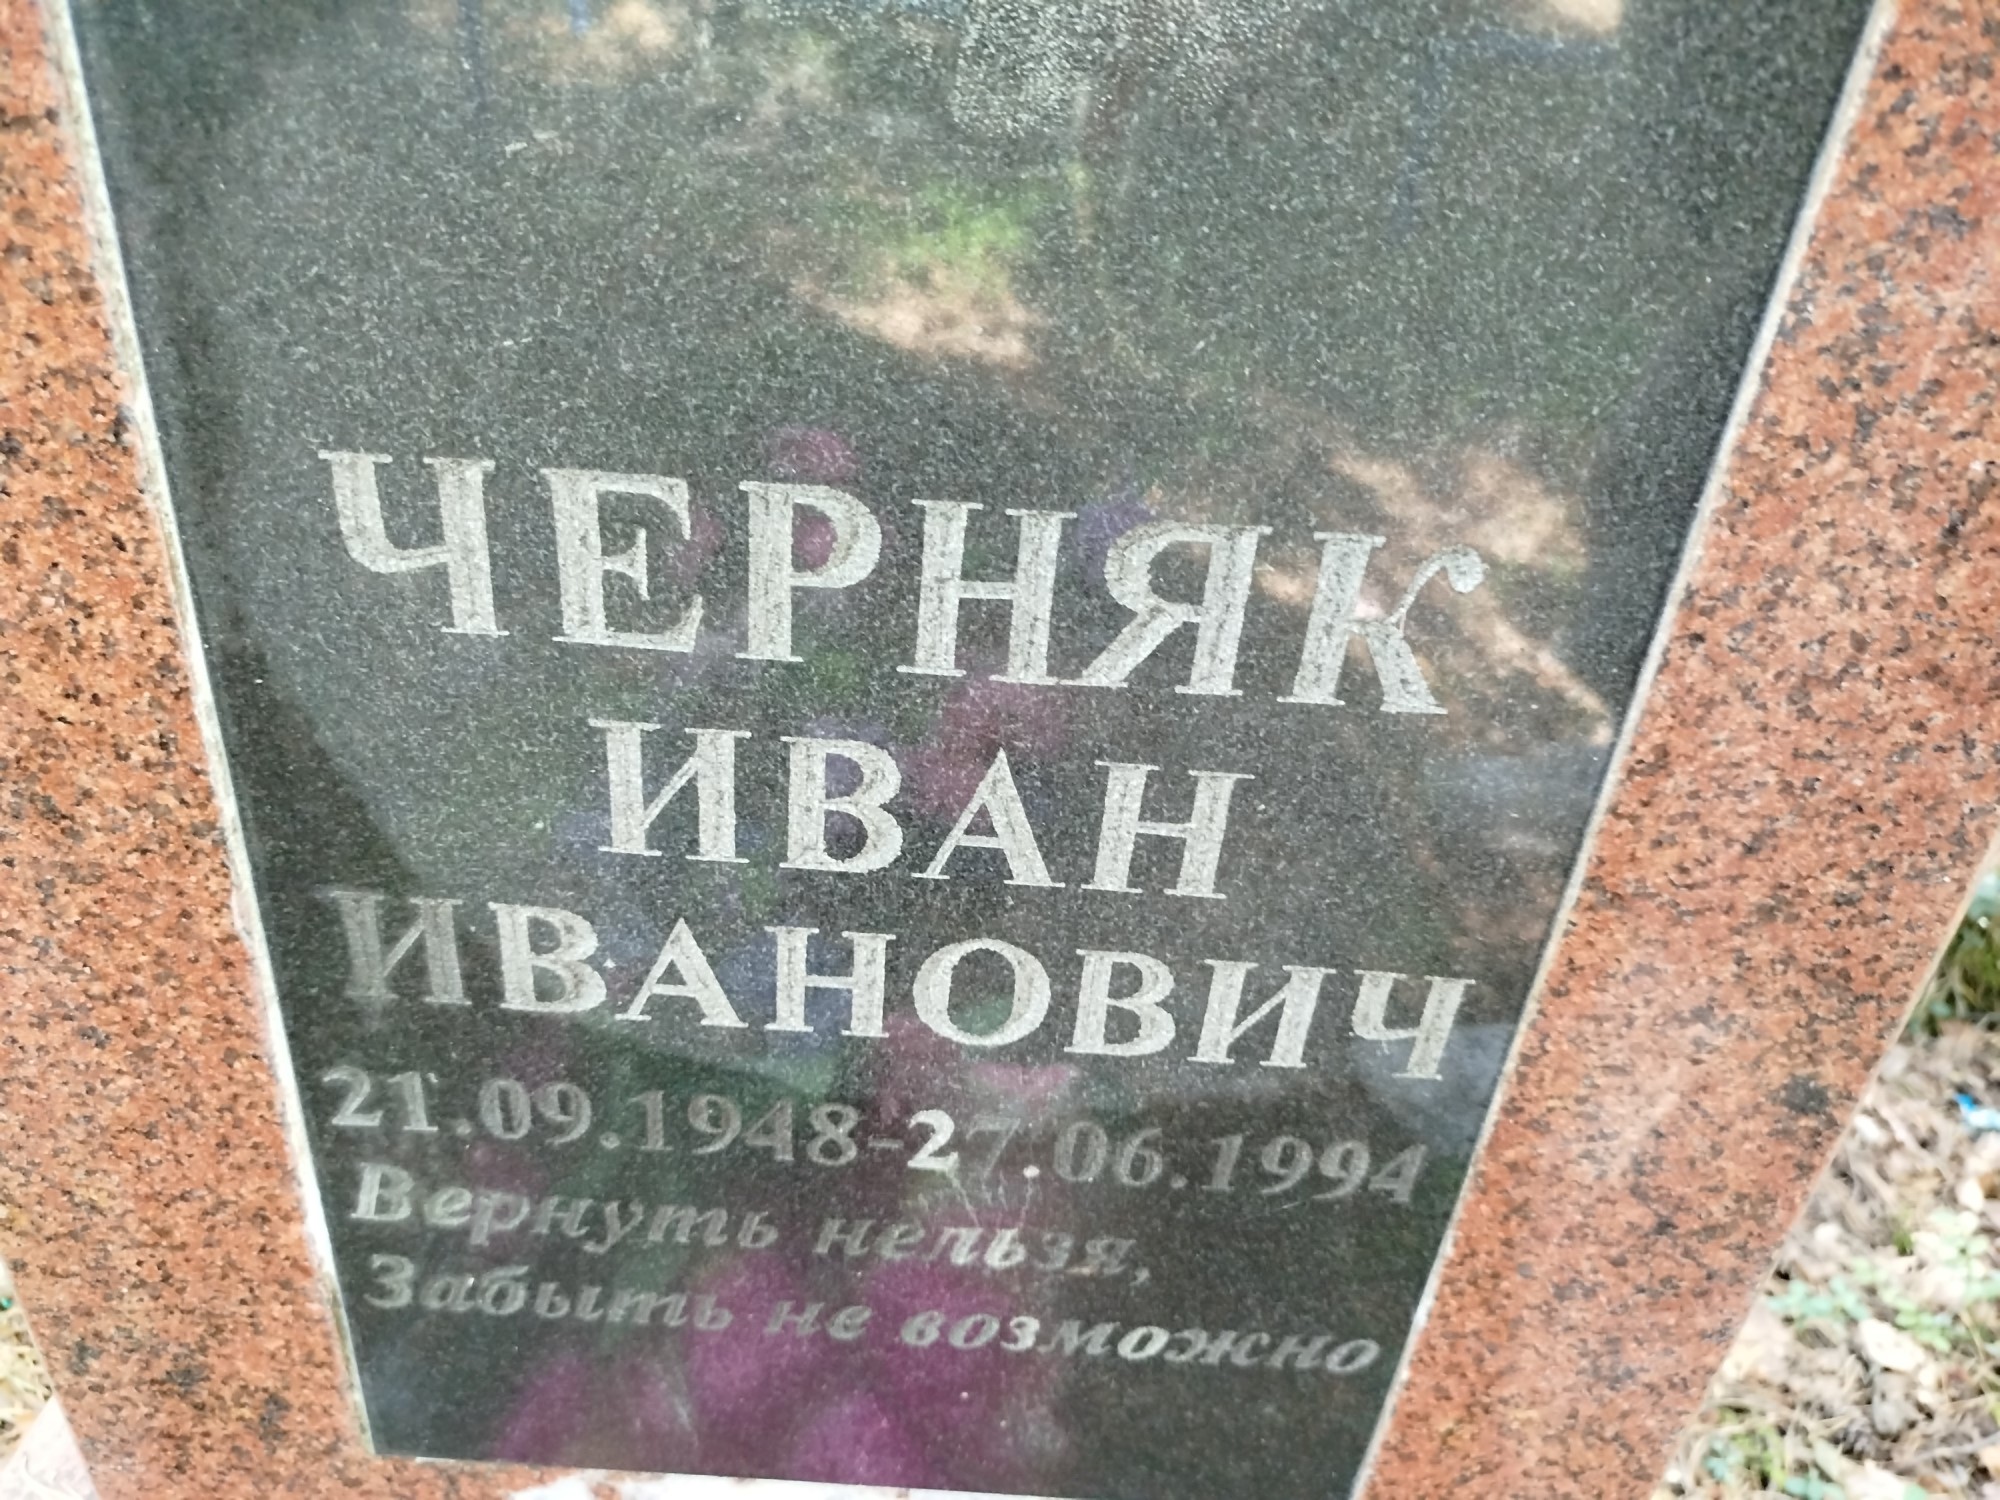 ЧЕРНЯК
ИВАН
ИВАНОВИЧ
21.09.1948-27.06.1994
Вернуть нельзя,
Забыть не возможно